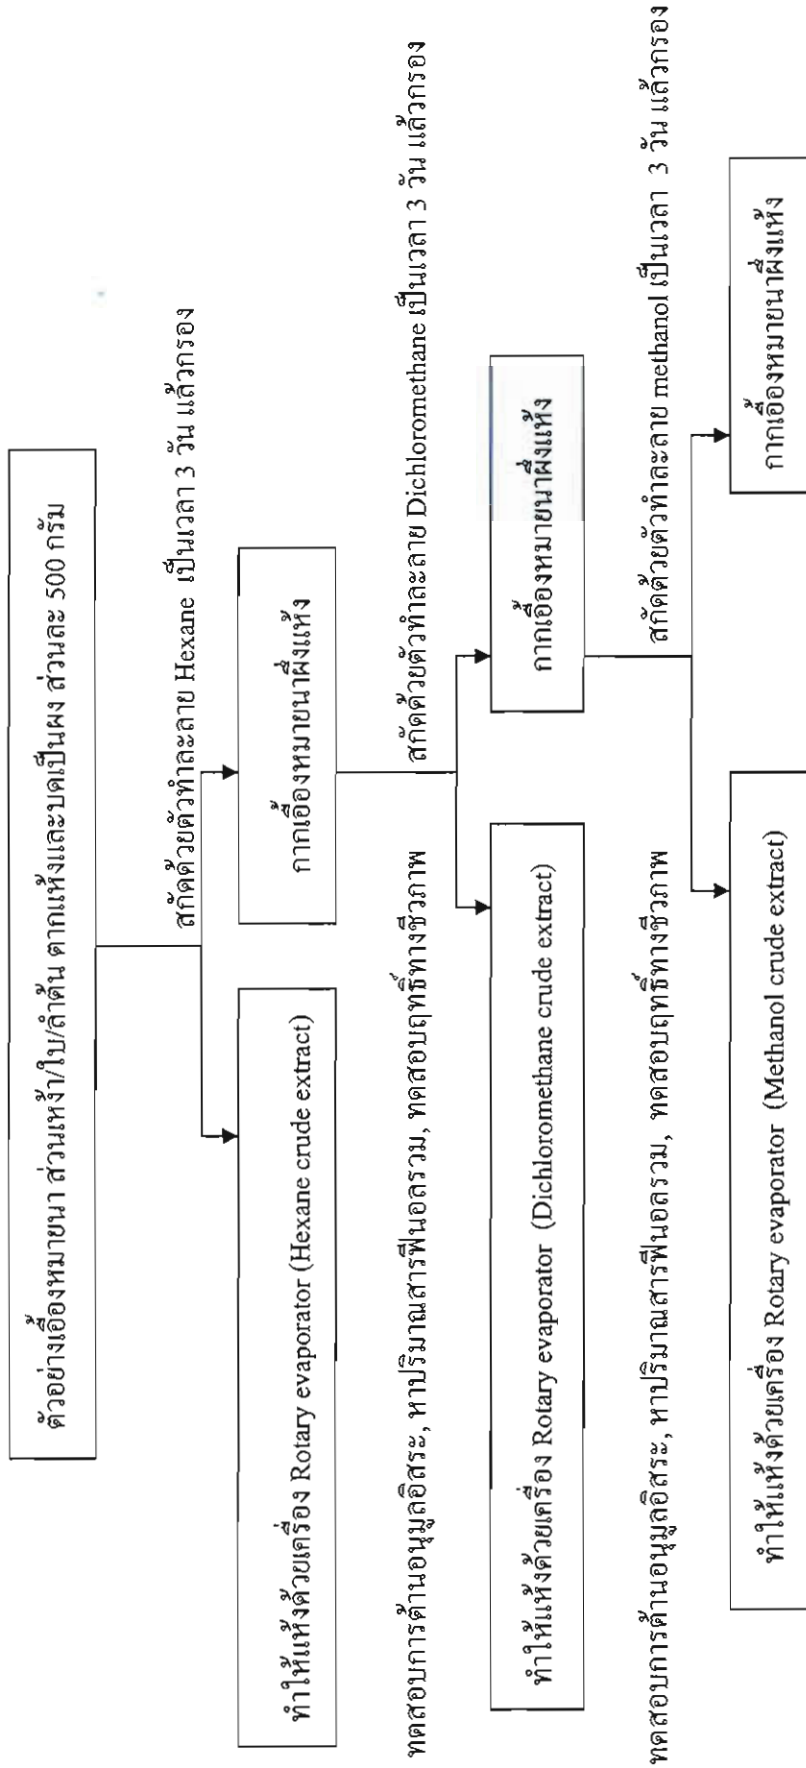 ตัวอย่างเอื้องหมายนา ส่วนเหง้า/ใบ/ลำต้น ตากแห้งและบดเป็นผง ส่วนละ 500 กรัม
สกัดด้วยตัวทำละลาย Hexane เป็นเวลา 3 วัน แล้วกรอง
ทำให้แห้งด้วยเครื่อง Rotary evaporator (Hexane crude extract)
กากเอื้องหมายนาผึ่งแห้ง
ทดสอบการต้านอนุมูลอิสระ, หาปริมาณสารฟีนอลรวม, ทดสอบฤทธิ์ทางชีวภาพ
สกัดด้วยตัวทำละลาย Dichloromethane เป็นเวลา 3 วัน แล้วกรอง
ทำให้แห้งด้วยเครื่อง Rotary evaporator (Dichloromethane crude extract)
กากเอื้องหมายนาผึ่งแห้ง
ทดสอบการต้านอนุมูลอิสระ, หาปริมาณสารฟีนอลรวม, ทดสอบฤทธิ์ทางชีวภาพ
สกัดด้วยตัวทำละลาย methanol เป็นเวลา 3 วัน แล้วกรอง
ทำให้แห้งด้วยเครื่อง Rotary evaporator (Methanol crude extract)
กากเอื้องหมายนาผึ่งแห้ง